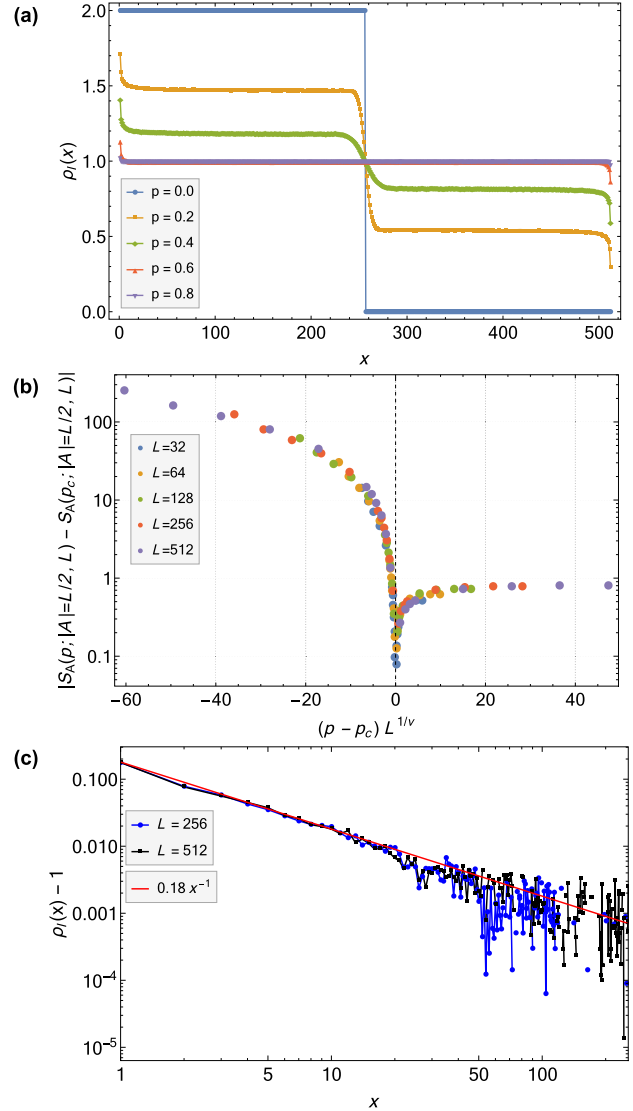 (a)
2.0
1.5
1.0
0.5
0.0
ρl(x)
p = 0.0
p = 0.2
p = 0.4
p = 0.6
p = 0.8
0 100 200 300 400 500
x
(b)
100
10
1
0.1
|SA(p; |A|=L/2, L) − SA(pc; |A|=L/2, L)|
L=32
L=64
L=128
L=256
L=512
−60 −40 −20 0 20 40
(p − pc) L^1/ν
(c)
0.100
0.010
0.001
10^-4
10^-5
ρl(x) − 1
L = 256
L = 512
0.18 x^-1
1 5 10 50 100
x